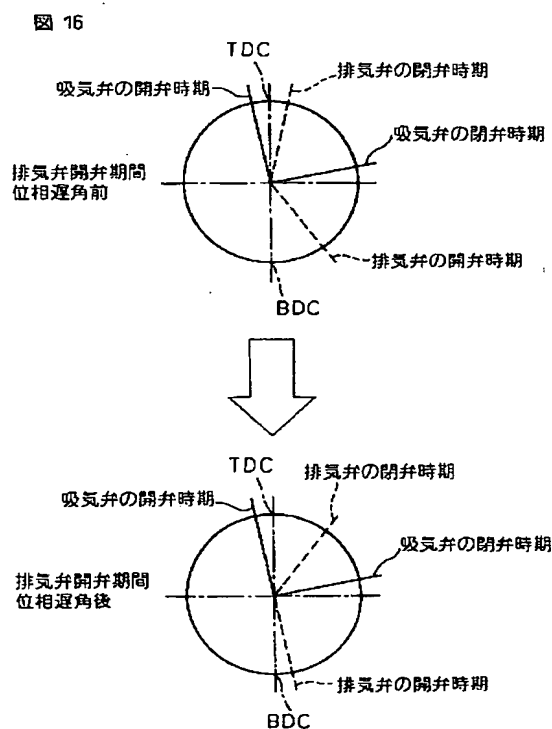 図 16
TDC
排気弁の閉弁時期
吸気弁の開弁時期
吸気弁の閉弁時期
排気弁開弁期間
位相遅角前
排気弁の開弁時期
BDC
TDC
排気弁の閉弁時期
吸気弁の開弁時期
吸気弁の閉弁時期
排気弁開弁期間
位相遅角後
排気弁の開弁時期
BDC